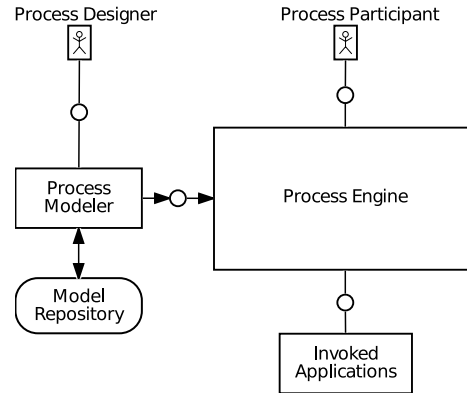 Process Designer
Process Participant
Process
Modeler
Process Engine
Model
Repository
Invoked
Applications